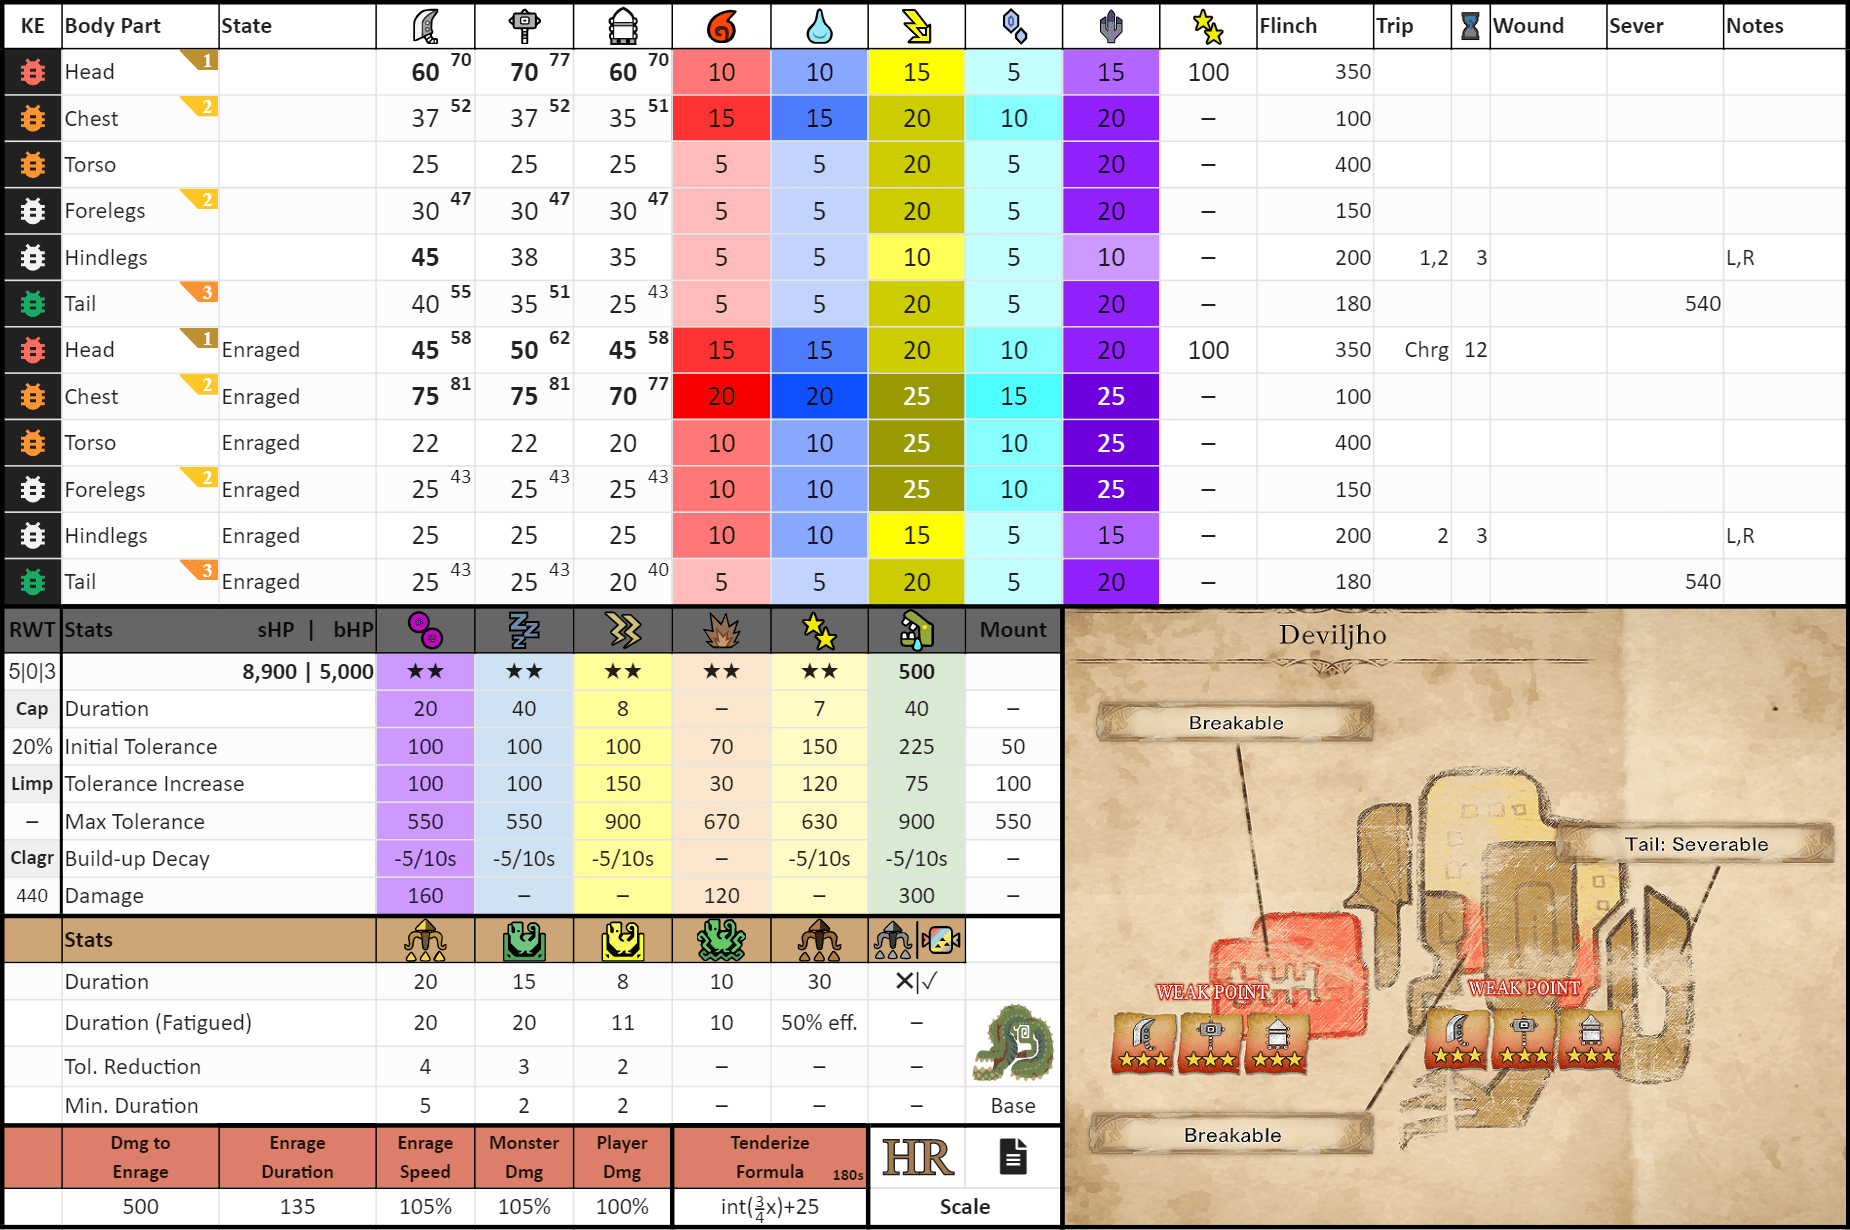 KE Body Part State Flinch Trip Wound Sever Notes
Head 1 60 70 70 77 60 70 10 10 15 5 15 100 350
Chest 2 37 52 37 52 35 51 15 15 20 10 20 – 100
Torso 25 25 25 5 5 20 5 20 – 400
Forelegs 2 30 47 30 47 30 47 5 5 20 5 20 – 150
Hindlegs 45 38 35 5 5 10 5 10 – 200 1,2 3 L,R
Tail 3 40 55 35 51 25 43 5 5 20 5 20 – 180 540
Head 1 Enraged 45 58 50 62 45 58 15 15 20 10 20 100 350 Chrg 12
Chest 2 Enraged 75 81 75 81 70 77 20 20 25 15 25 – 100
Torso Enraged 22 22 20 10 10 25 10 25 – 400
Forelegs 2 Enraged 25 43 25 43 25 43 10 10 25 10 25 – 150
Hindlegs Enraged 25 25 25 10 10 15 5 15 – 200 2 3 L,R
Tail 3 Enraged 25 43 25 43 20 40 5 5 20 5 20 – 180 540
RWT Stats sHP | bHP Mount
5|0|3 8,900 | 5,000 ★★ ★★ ★★ ★★ ★★ 500
Cap Duration 20 40 8 – 7 40 –
20% Initial Tolerance 100 100 100 70 150 225 50
Limp Tolerance Increase 100 100 150 30 120 75 100
– Max Tolerance 550 550 900 670 630 900 550
Clagr Build-up Decay -5/10s -5/10s -5/10s – -5/10s -5/10s –
440 Damage 160 – – 120 – 300
Stats
Duration 20 15 8 10 30 ✕|✓
Duration (Fatigued) 20 20 11 10 50% eff. –
Tol. Reduction 4 3 2 – – –
Min. Duration 5 2 2 – – – Base
Dmg to Enrage Enrage Duration Enrage Speed Monster Dmg Player Dmg Tenderize Formula 180s HR
500 135 105% 105% 100% int(¾x)+25 Scale
Deviljho
Breakable
Tail: Severable
WEAK POINT
WEAK POINT
Breakable